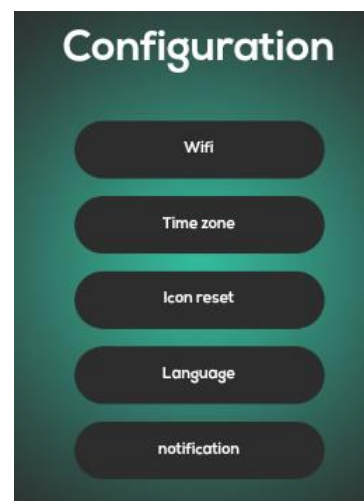 Configuration
Wifi
Time zone
Icon reset
Language
notification